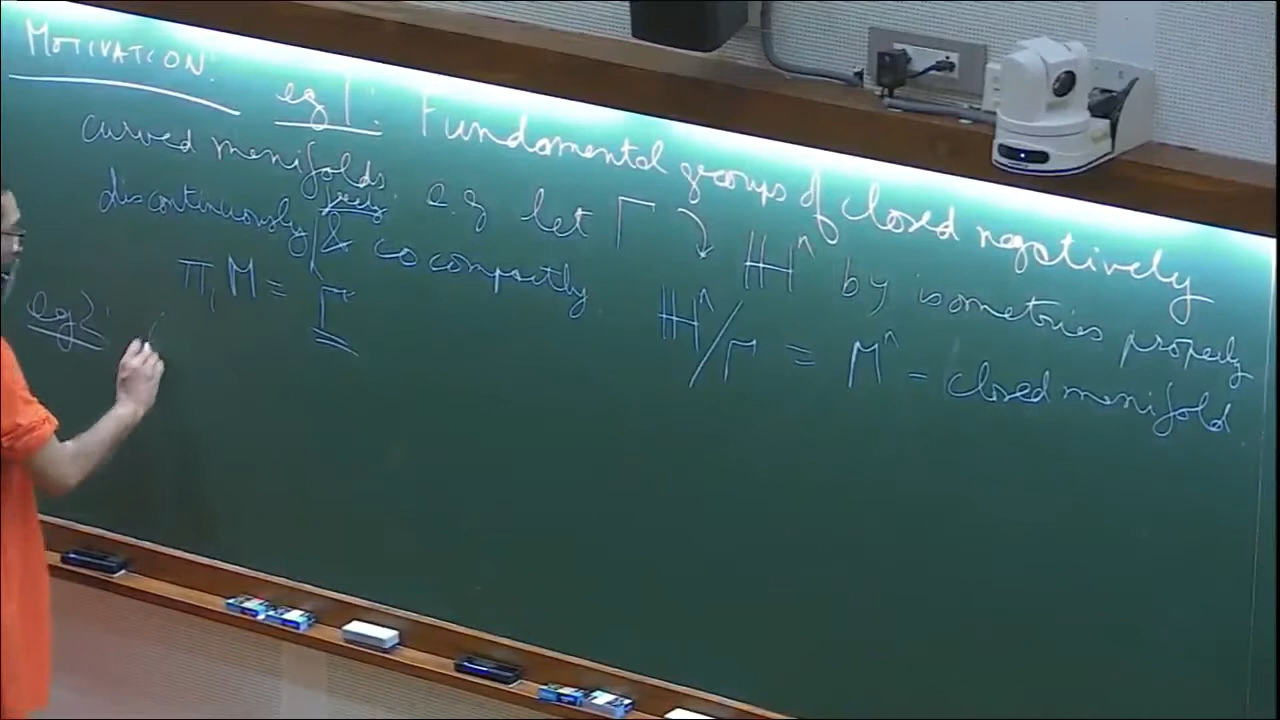 MOTIVATION: eg 1: Fundamental groups of closed negatively
curved manifolds. e.g let Γ ↷ ℍⁿ by isometries properly
discontinuously freely & cocompactly ℍⁿ/Γ = Mⁿ - closed manifold
π₁M = Γ
eg 2: